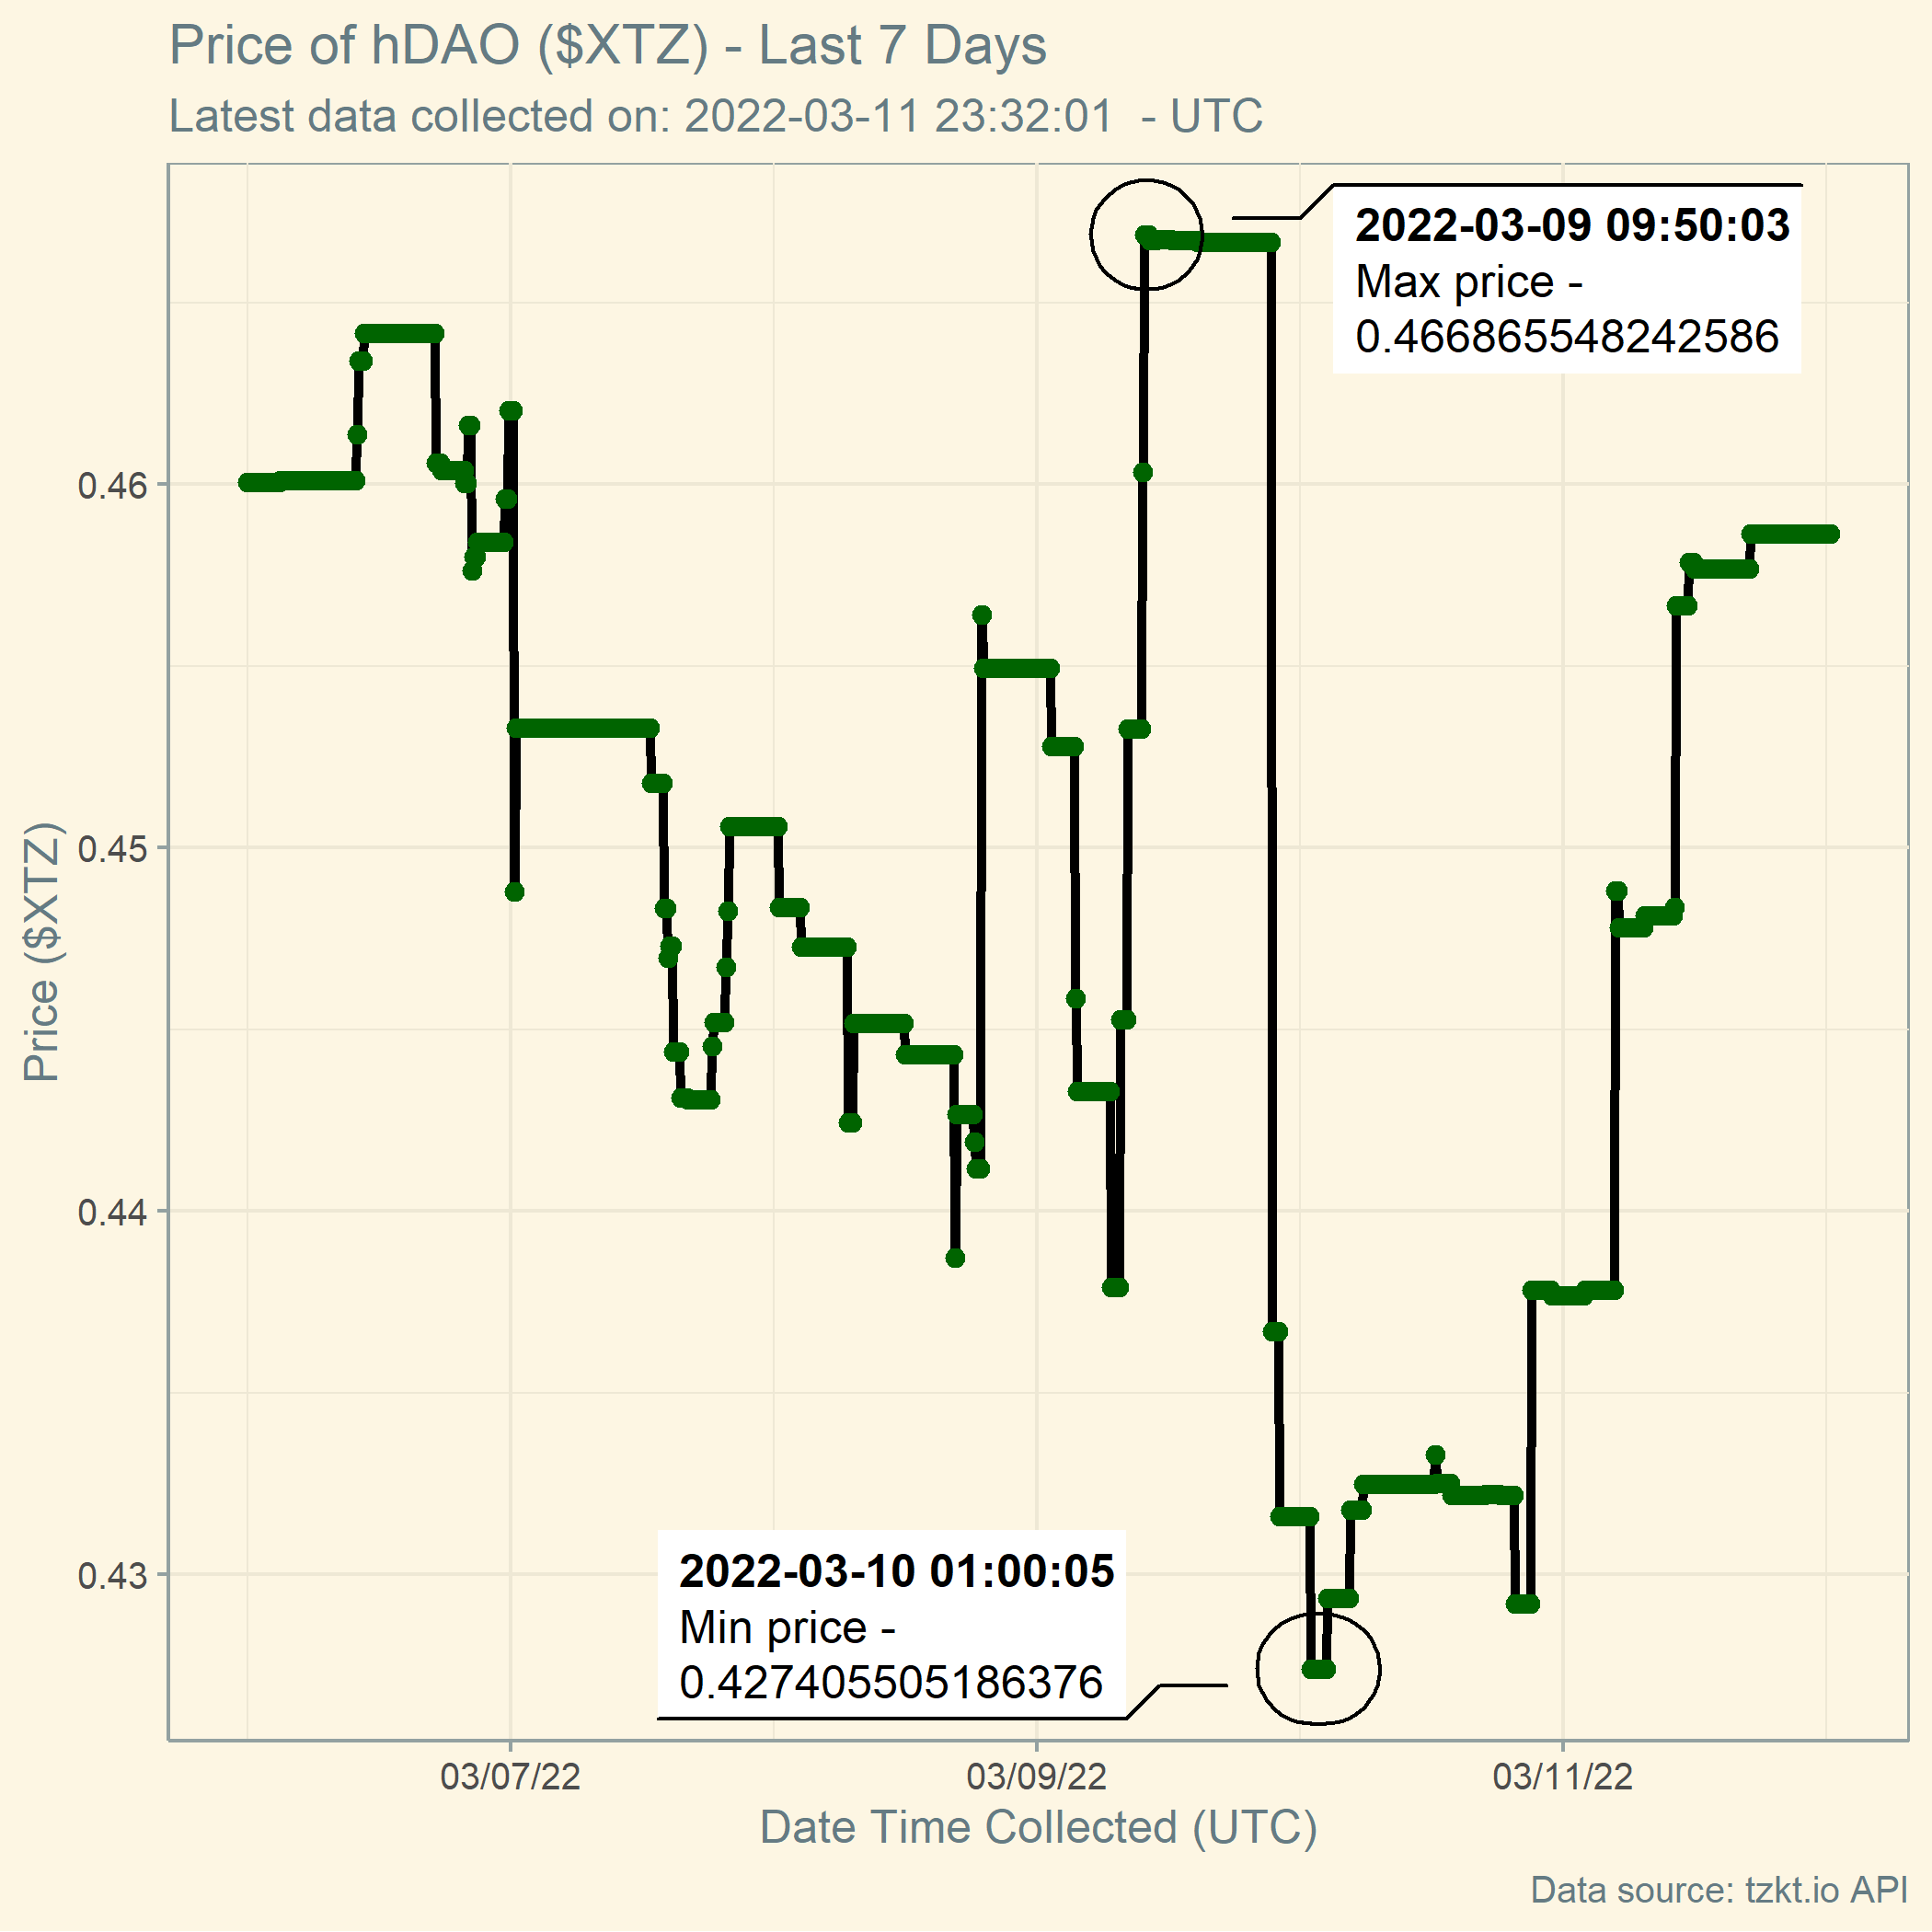 Price of hDAO ($XTZ) - Last 7 Days
Latest data collected on: 2022-03-11 23:32:01  - UTC
2022-03-09 09:50:03
Max price -
0.466865548242586
0.46
0.45
0.44
0.43
Price ($XTZ)
2022-03-10 01:00:05
Min price -
0.427405505186376
03/07/22
03/09/22
03/11/22
Date Time Collected (UTC)
Data source: tzkt.io API